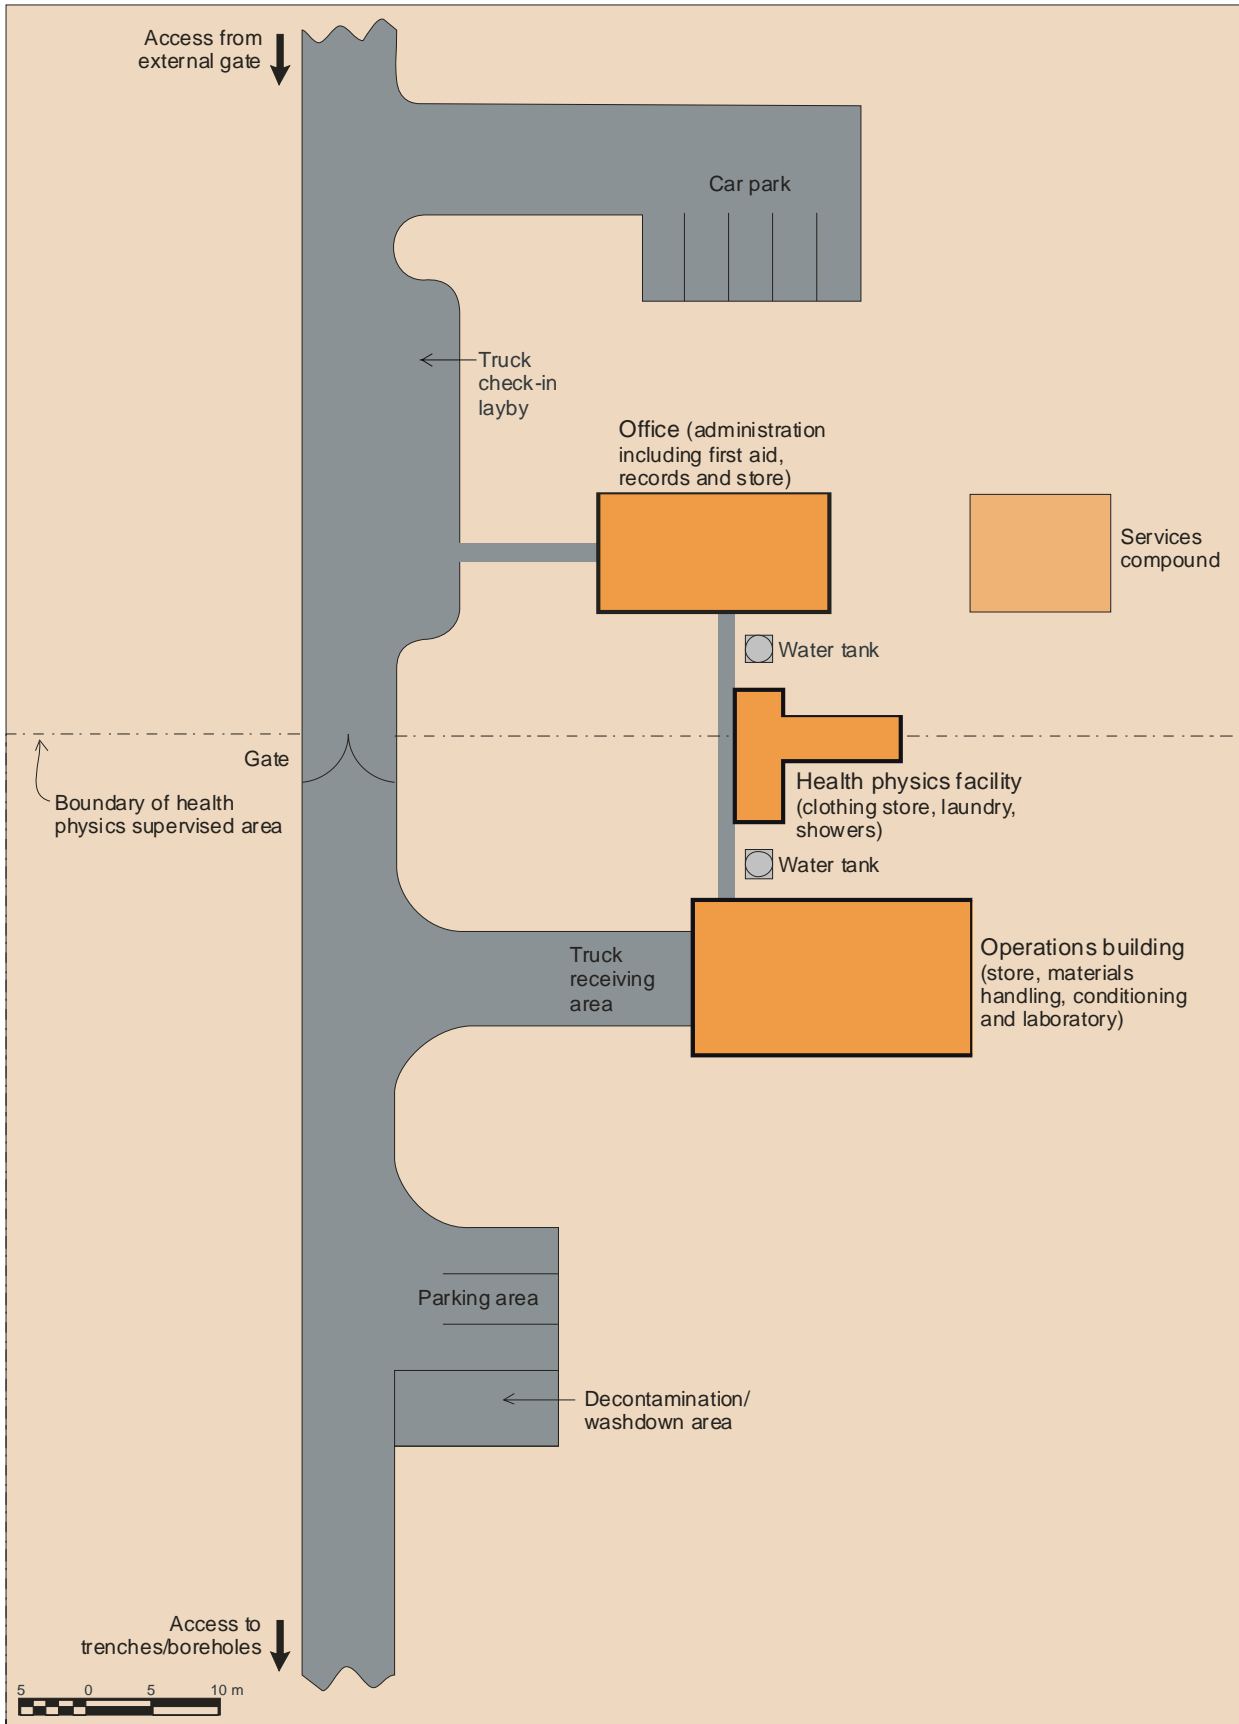 Access from
external gate
Car park
Truck
check-in
layby
Office (administration
including first aid,
records and store)
Services
compound
Water tank
Gate
Boundary of health
physics supervised area
Health physics facility
(clothing store, laundry,
showers)
Water tank
Truck
receiving
area
Operations building
(store, materials
handling, conditioning
and laboratory)
Parking area
Decontamination/
washdown area
Access to
trenches/boreholes
5 0 5 10 m